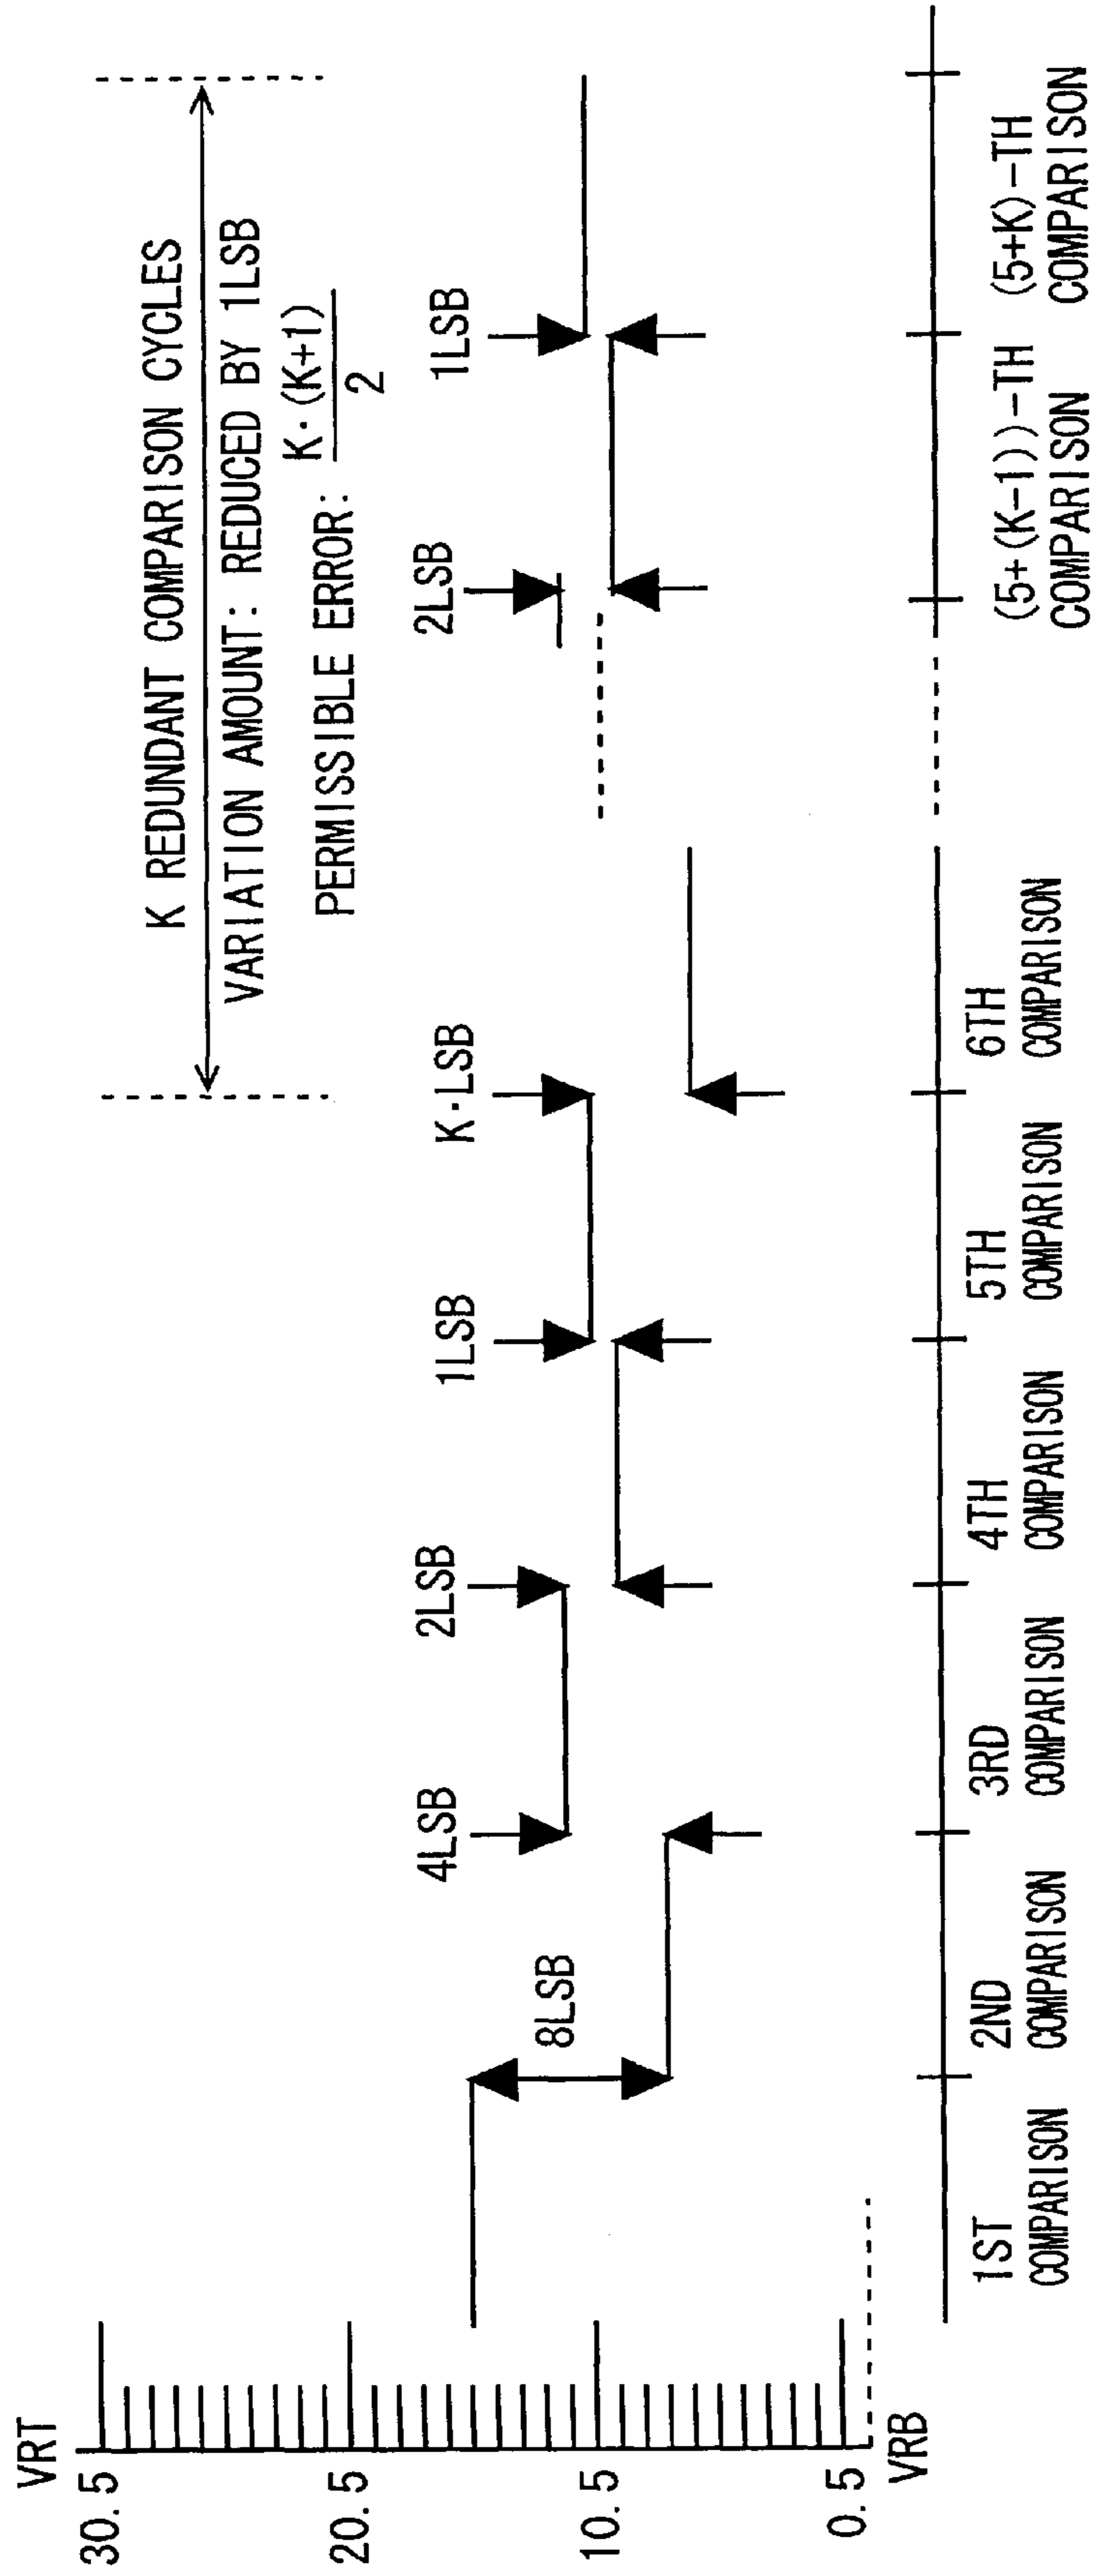 K REDUNDANT COMPARISON CYCLES
VARIATION AMOUNT: REDUCED BY 1LSB
PERMISSIBLE ERROR: K·(K+1)
2
VRT
30.5
20.5
10.5
0.5
VRB
8LSB
4LSB
2LSB
1LSB
K·LSB
2LSB
1LSB
1ST
COMPARISON
2ND
COMPARISON
3RD
COMPARISON
4TH
COMPARISON
5TH
COMPARISON
6TH
COMPARISON
(5+(K-1))-TH
COMPARISON
(5+K)-TH
COMPARISON